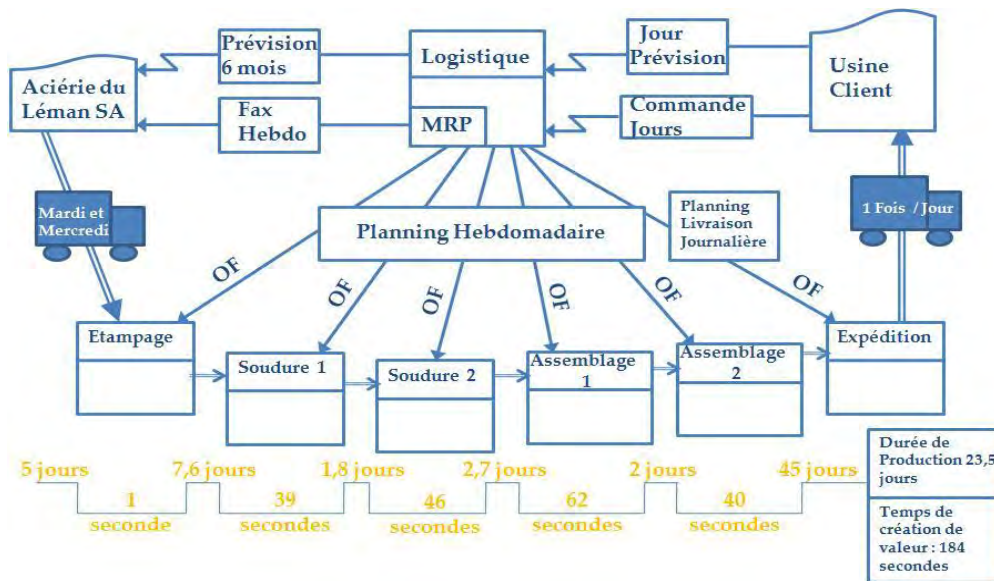 Aciérie du
Léman SA
Prévision
6 mois
Fax
Hebdo
Logistique
MRP
Jour
Prévision
Commande
Jours
Usine
Client
Mardi et
Mercredi
1 Fois / Jour
Planning Hebdomadaire
Planning
Livraison
Journalière
OF
OF
OF
OF
OF
OF
Etampage
Soudure 1
Soudure 2
Assemblage
1
Assemblage
2
Expédition
5 jours
7,6 jours
1,8 jours
2,7 jours
2 jours
45 jours
1
seconde
39
secondes
46
secondes
62
secondes
40
secondes
Durée de
Production 23,5
jours
Temps de
création de
valeur : 184
secondes